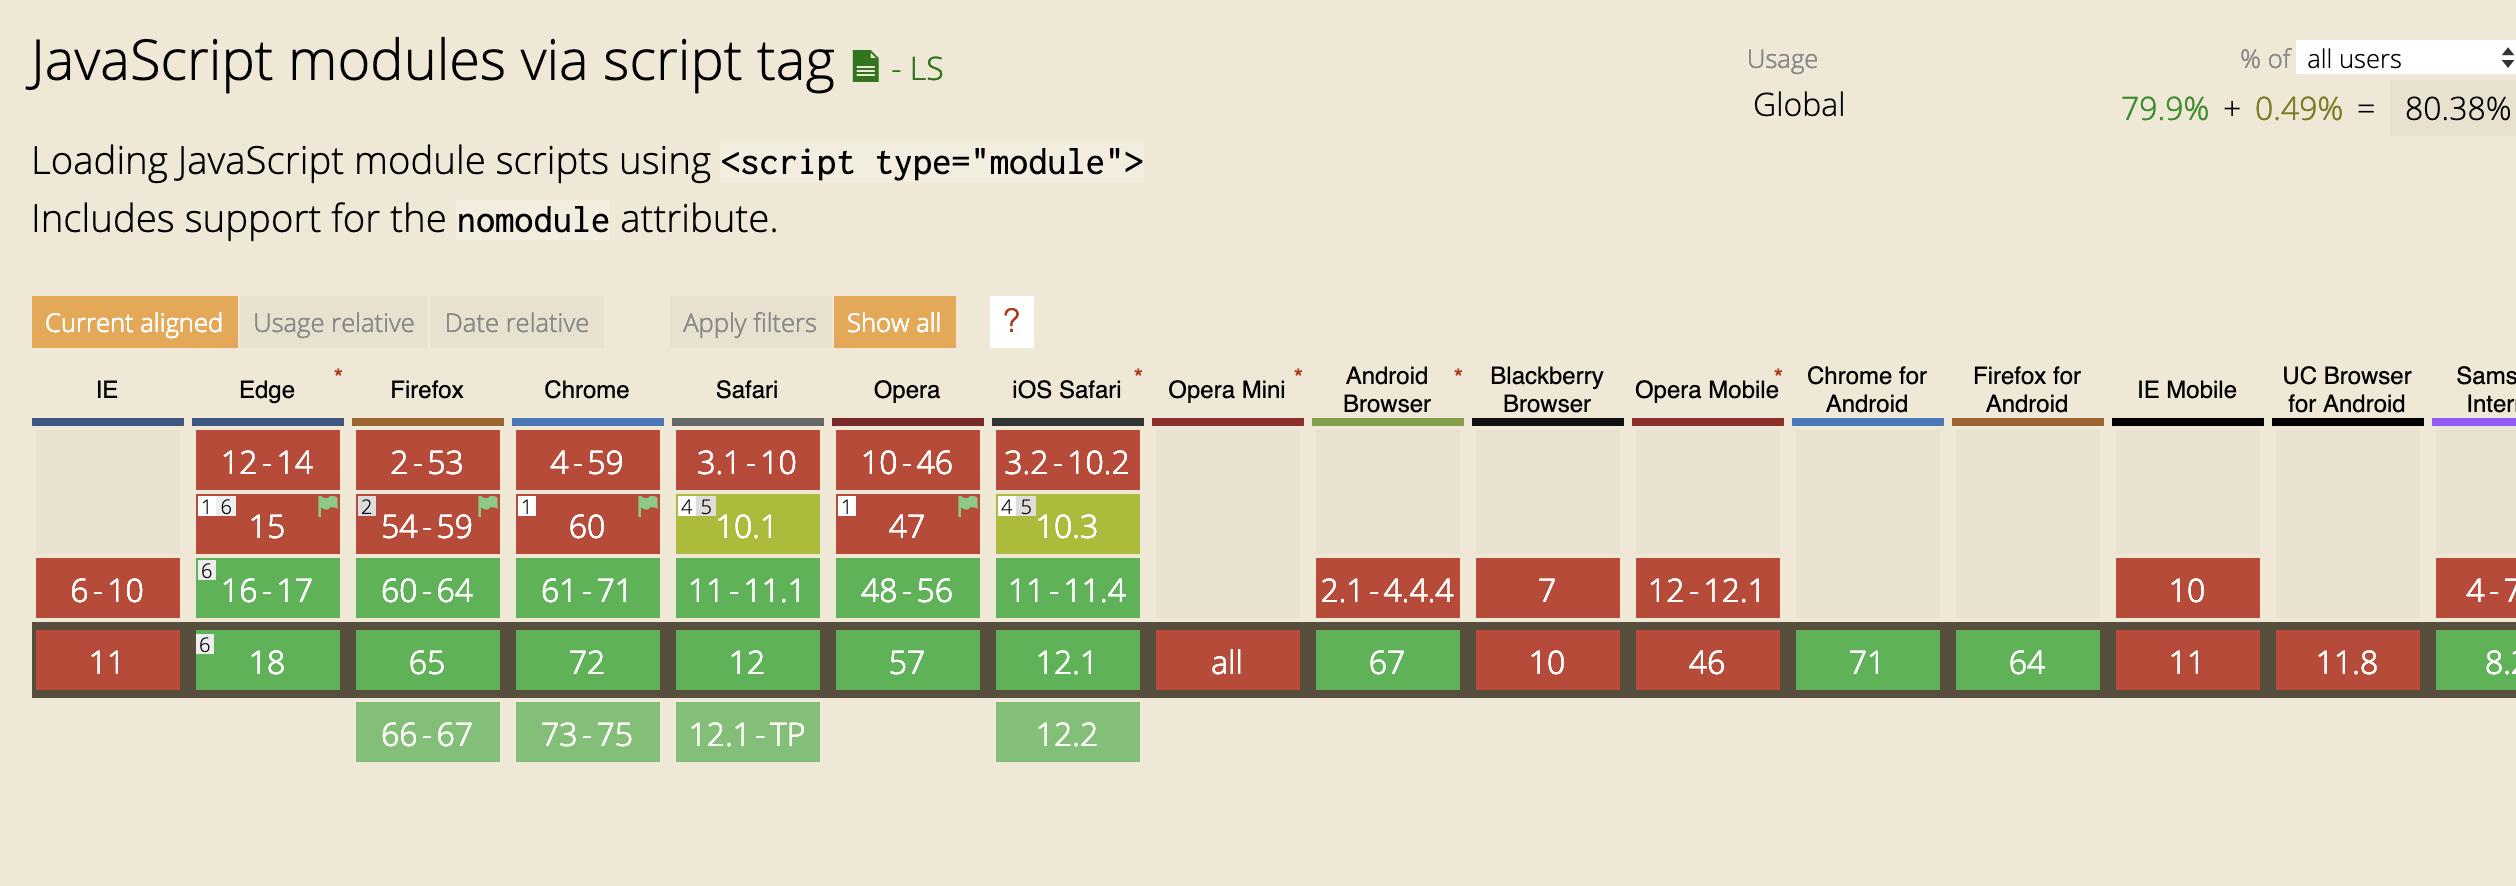 JavaScript modules via script tag - LS
Usage % of all users
Global 79.9% + 0.49% = 80.38%
Loading JavaScript module scripts using <script type="module">
Includes support for the nomodule attribute.
Current aligned Usage relative Date relative Apply filters Show all ?
IE Edge * Firefox Chrome Safari Opera iOS Safari * Opera Mini * Android Browser * Blackberry Browser Opera Mobile * Chrome for Android Firefox for Android IE Mobile UC Browser for Android Sams Inter
12-14 2-53 4-59 3.1-10 10-46 3.2-10.2
1 6 15 2 54-59 1 60 4 5 10.1 1 47 4 5 10.3
6-10 6 16-17 60-64 61-71 11-11.1 48-56 11-11.4 2.1-4.4.4 7 12-12.1 10 4-7
11 6 18 65 72 12 57 12.1 all 67 10 46 71 64 11 11.8 8.2
66-67 73-75 12.1-TP 12.2